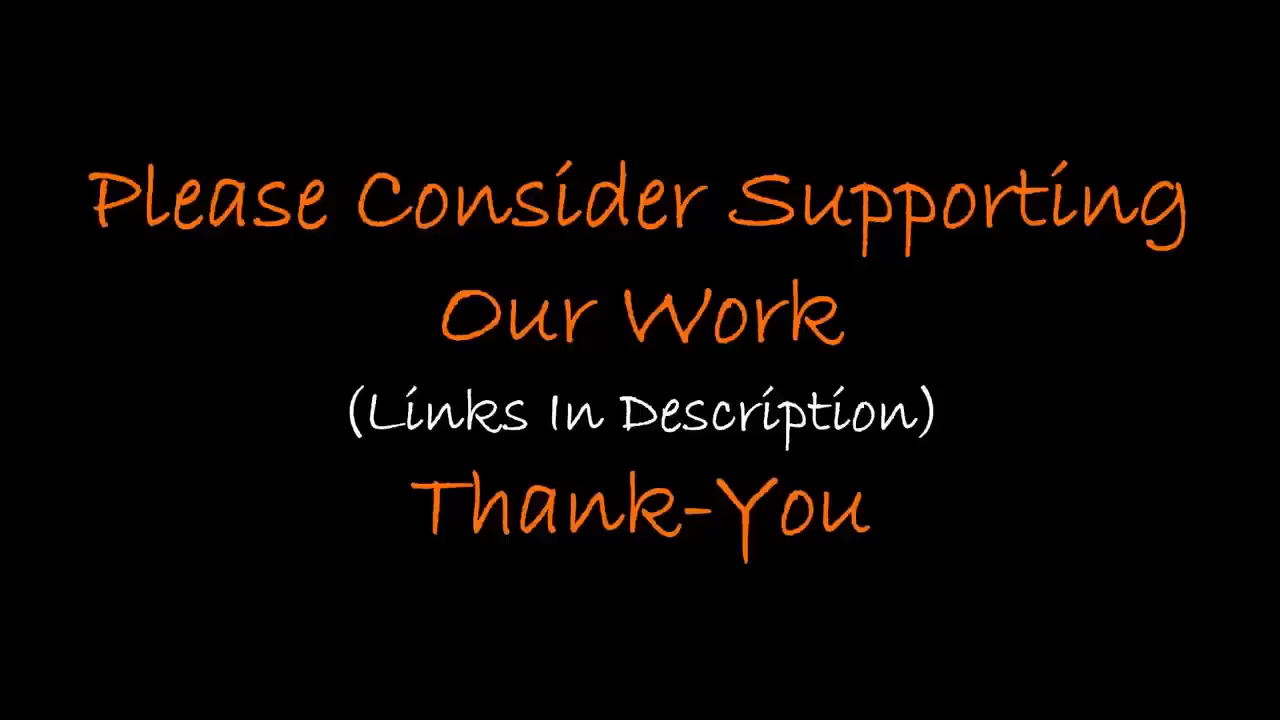 Please Consider Supporting
Our Work
(Links In Description)
Thank-You